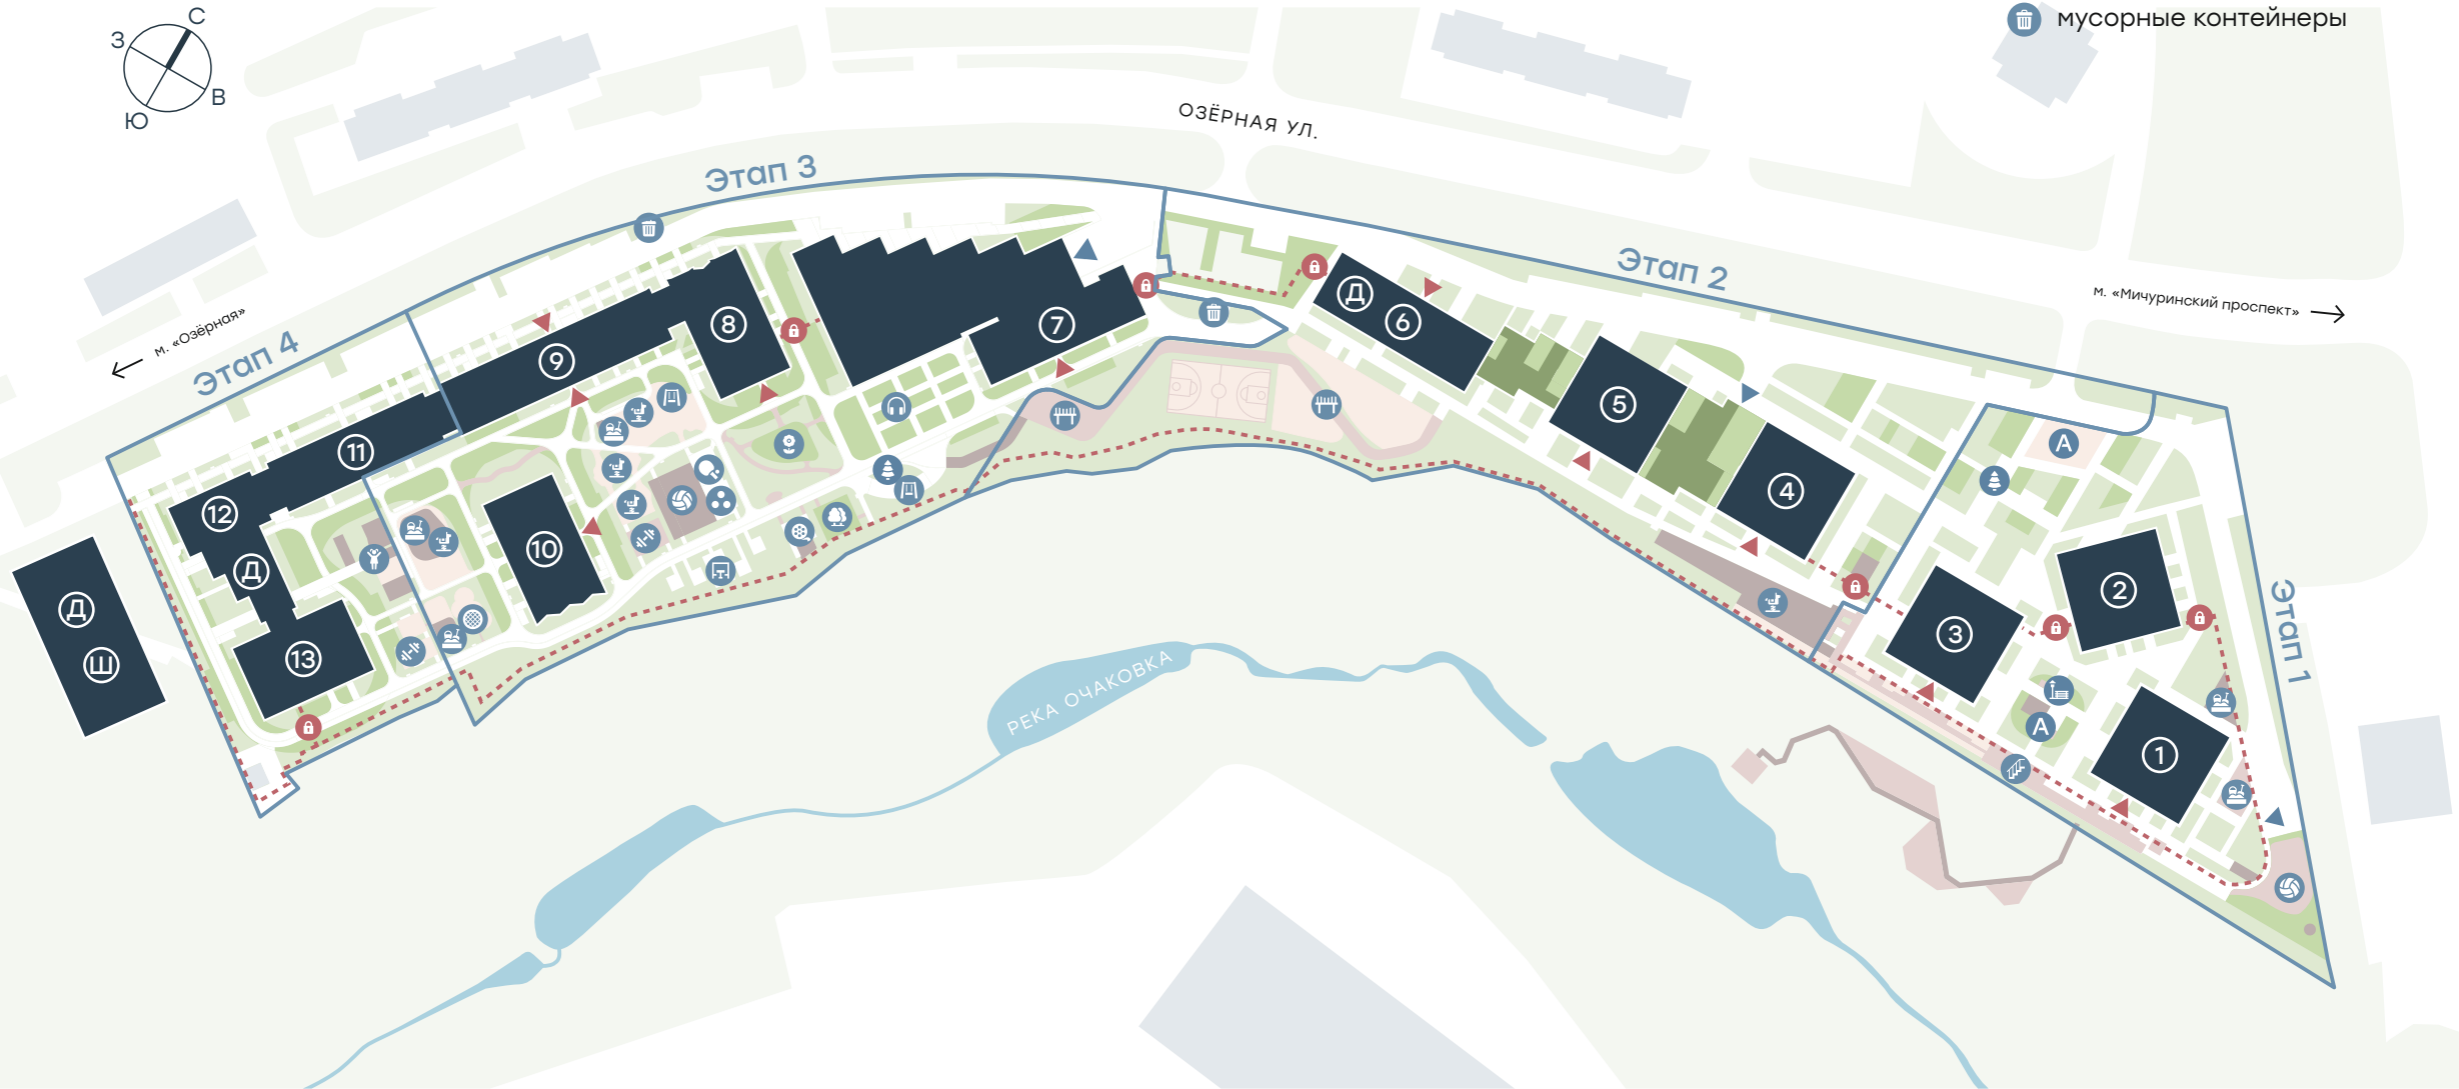 мусорные контейнеры
С
З
В
Ю
ОЗЁРНАЯ УЛ.
Этап 3
Этап 2
м. «Мичуринский проспект»
м. «Озёрная»
Этап 4
Д
6
8
7
9
5
11
4
12
10
Д
2
Д
Ш
13
3
1
А
А
Этап 1
РЕКА ОЧАКОВКА